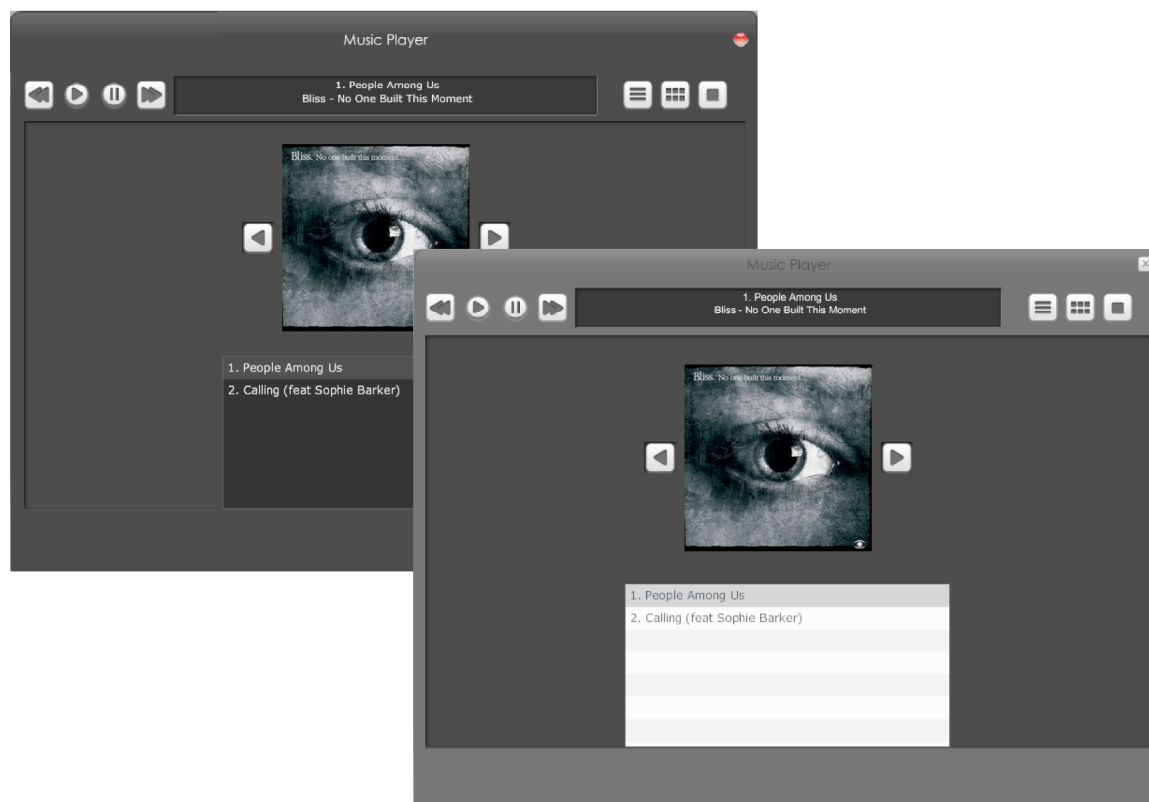 Music Player
1. People Among Us
Bliss - No One Built This Moment
Bliss. No one built this moment.
1. People Among Us
2. Calling (feat Sophie Barker)
Music Player
1. People Among Us
Bliss - No One Built This Moment
Bliss. No one built this moment.
1. People Among Us
2. Calling (feat Sophie Barker)